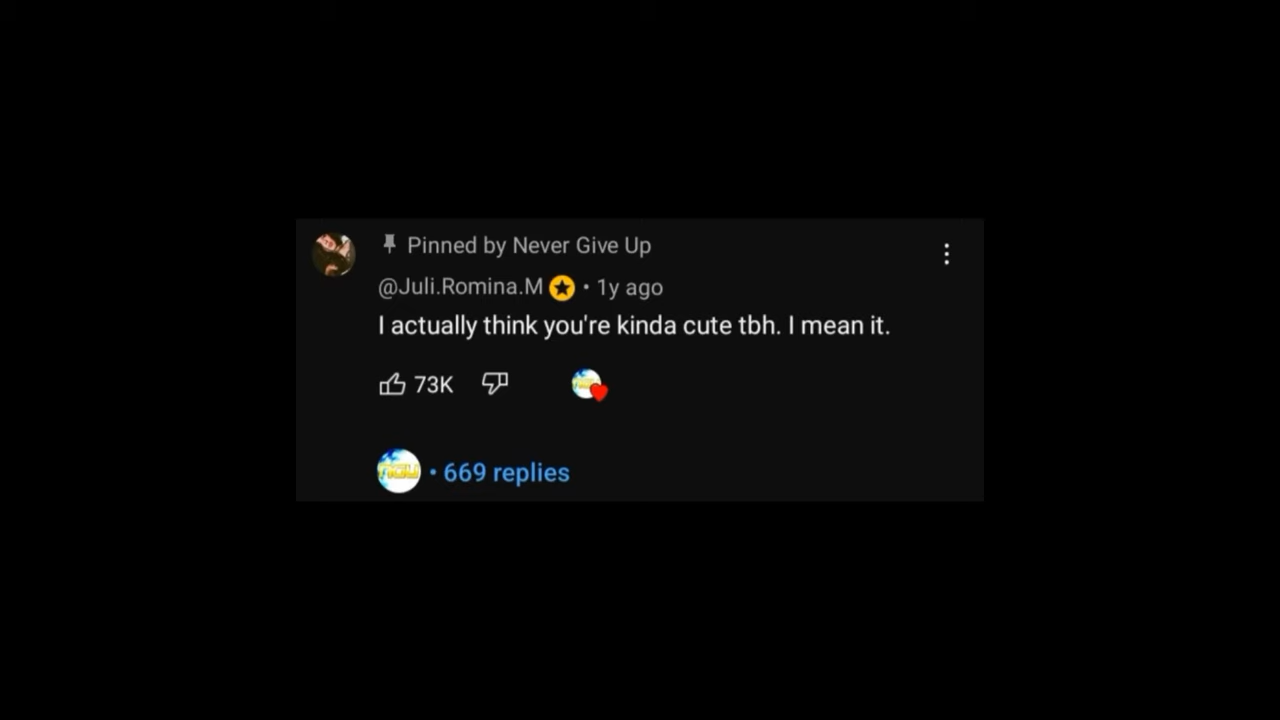 Pinned by Never Give Up
@Juli.Romina.M • 1y ago
I actually think you're kinda cute tbh. I mean it.
73K
NGU • 669 replies